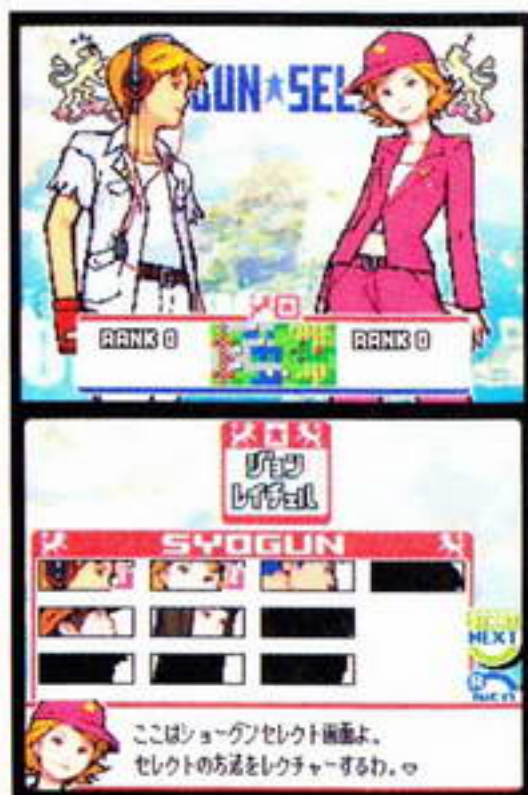 GUN★SEL
RANK 0
RANK 0
ジョン
レイチェル
SYOGUN
NEXT
ここはショーグンセレクト画面よ。
セレクトの方法をレクチャーするわ。♡